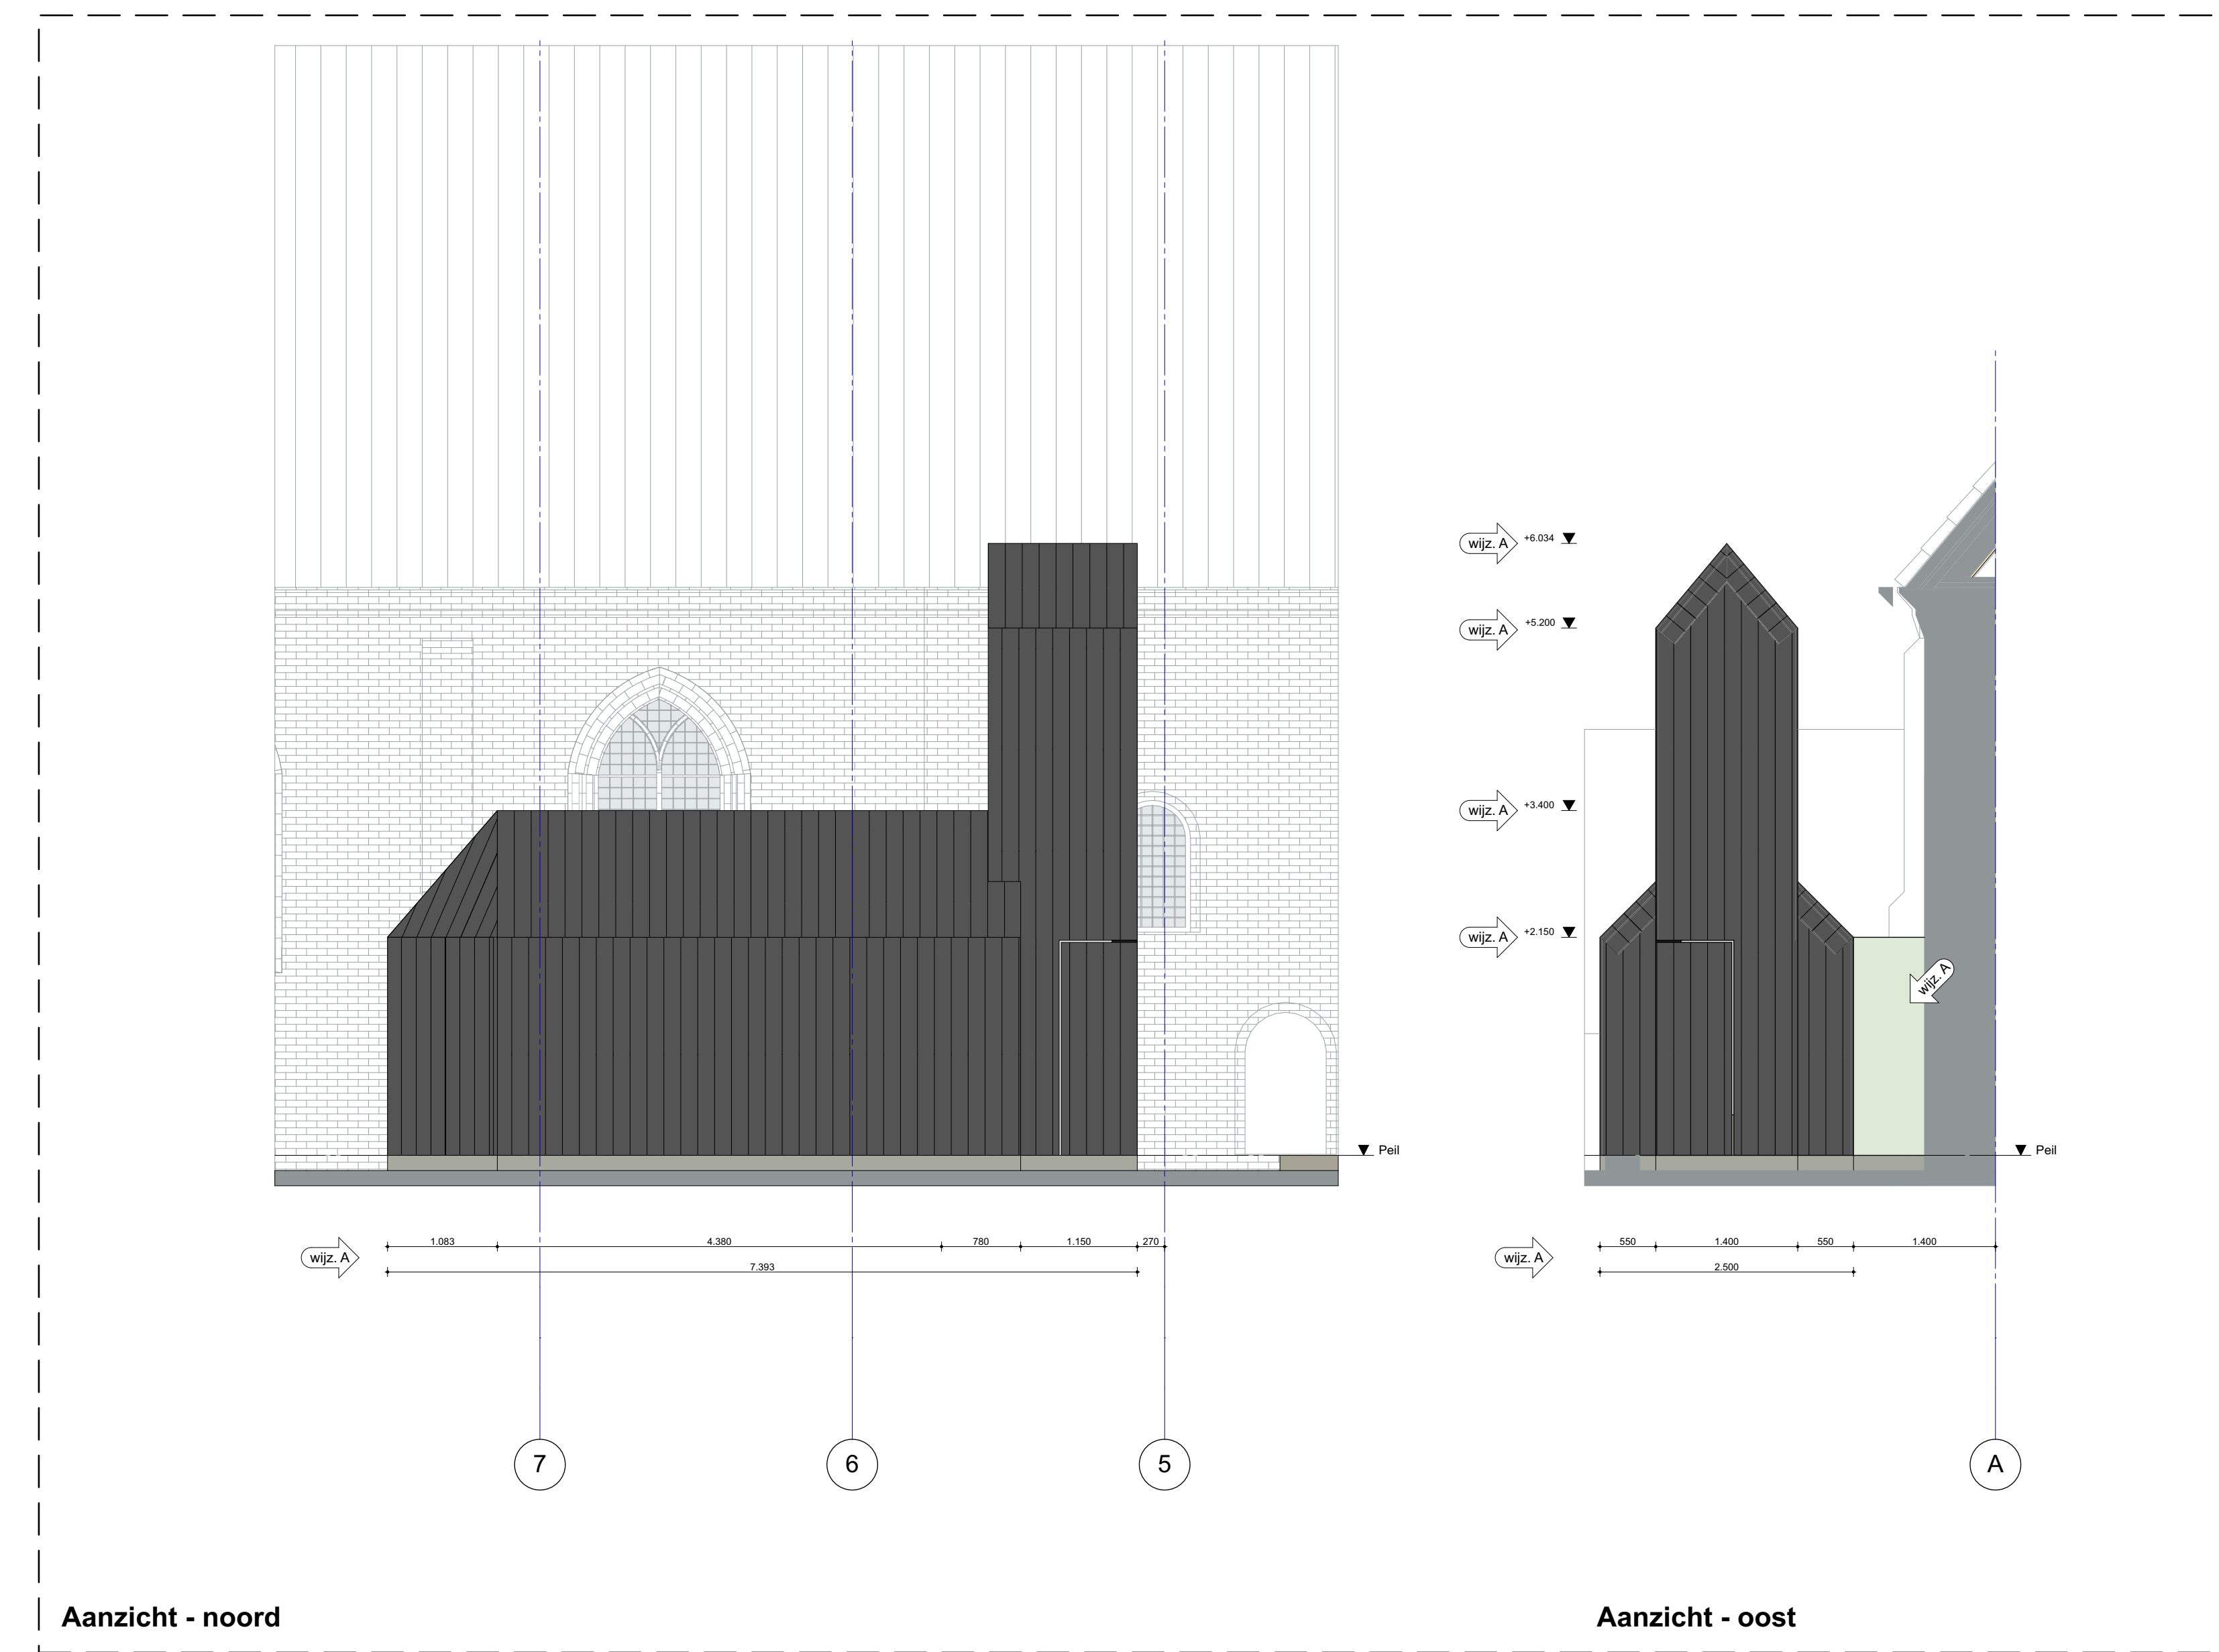 wijz. A +6.034
wijz. A +5.200
wijz. A +3.400
wijz. A +2.150
wijz. A
Peil
Peil
wijz. A
1.083 4.380 780 1.150 270
7.393
wijz. A
550 1.400 550 1.400
2.500
7 6 5
A
Aanzicht - noord
Aanzicht - oost